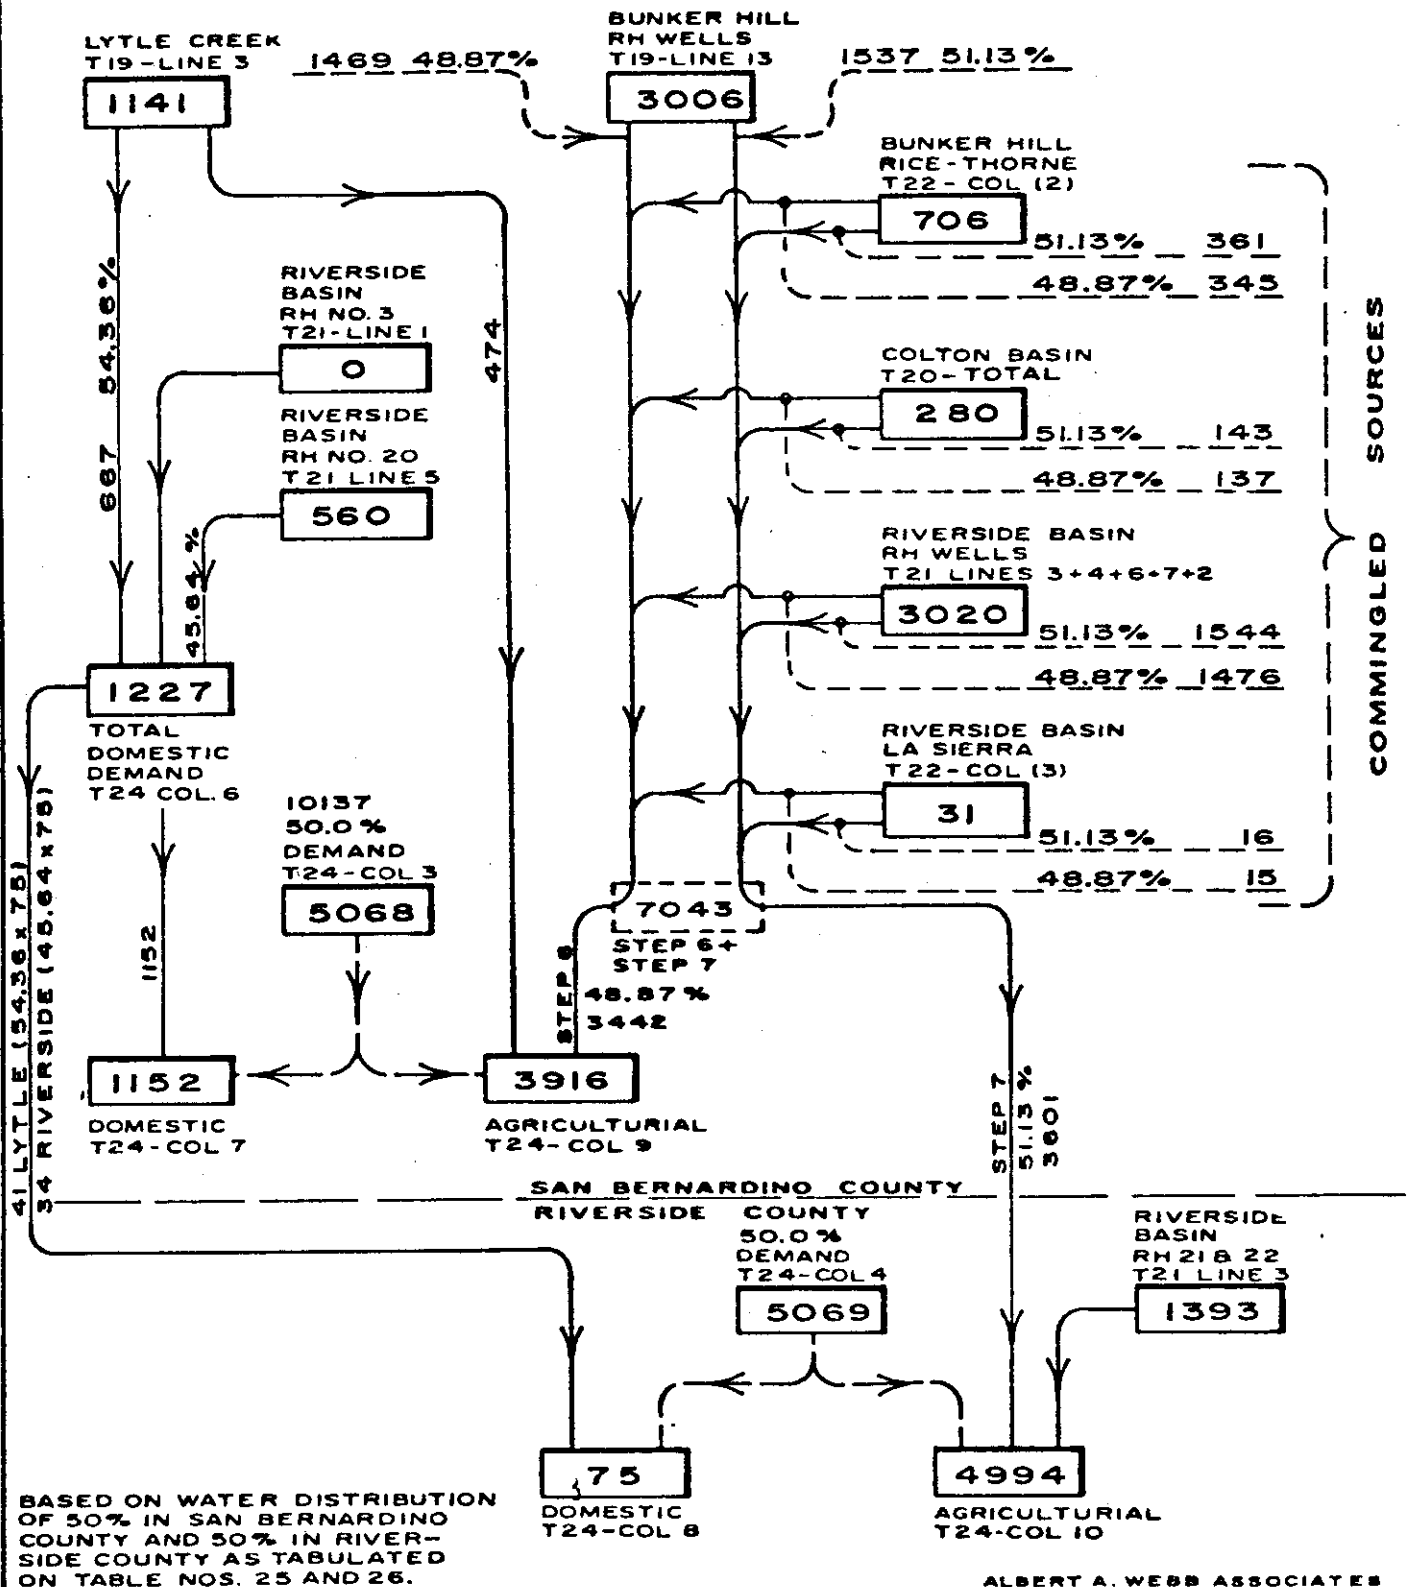 LYTLE CREEK
T19-LINE 3
1141
1469 48.87%
BUNKER HILL
RH WELLS
T19-LINE 13
3006
1537 51.13%
BUNKER HILL
RICE-THORNE
T22-COL (2)
706
51.13% 361
48.87% 345
RIVERSIDE
BASIN
RH NO. 3
T21-LINE 1
0
RIVERSIDE
BASIN
RH NO. 20
T21 LINE 5
560
667 54.36%
474
45.64 %
COLTON BASIN
T20-TOTAL
280
51.13% 143
48.87% 137
RIVERSIDE BASIN
RH WELLS
T21 LINES 3+4+6+7+2
3020
51.13% 1544
48.87% 1476
RIVERSIDE BASIN
LA SIERRA
T22-COL (3)
31
51.13% 16
48.87% 15
COMMINGLED SOURCES
1227
TOTAL
DOMESTIC
DEMAND
T24 COL. 6
10137
50.0 %
DEMAND
T24-COL 3
5068
7043
STEP 6+
STEP 7
STEP 6
48.87 %
3442
1152
1152
DOMESTIC
T24-COL 7
3916
AGRICULTURIAL
T24-COL 9
41 LYTLE (54.36 x 75)
34 RIVERSIDE (45.64 x 75)
STEP 7
51.13 %
3601
SAN BERNARDINO COUNTY
RIVERSIDE COUNTY
50.0 %
DEMAND
T24-COL 4
5069
RIVERSIDE
BASIN
RH 21 & 22
T21 LINE 3
1393
75
DOMESTIC
T24-COL 8
4994
AGRICULTURIAL
T24-COL 10
BASED ON WATER DISTRIBUTION
OF 50% IN SAN BERNARDINO
COUNTY AND 50% IN RIVER-
SIDE COUNTY AS TABULATED
ON TABLE NOS. 25 AND 26.
ALBERT A. WEBB ASSOCIATES